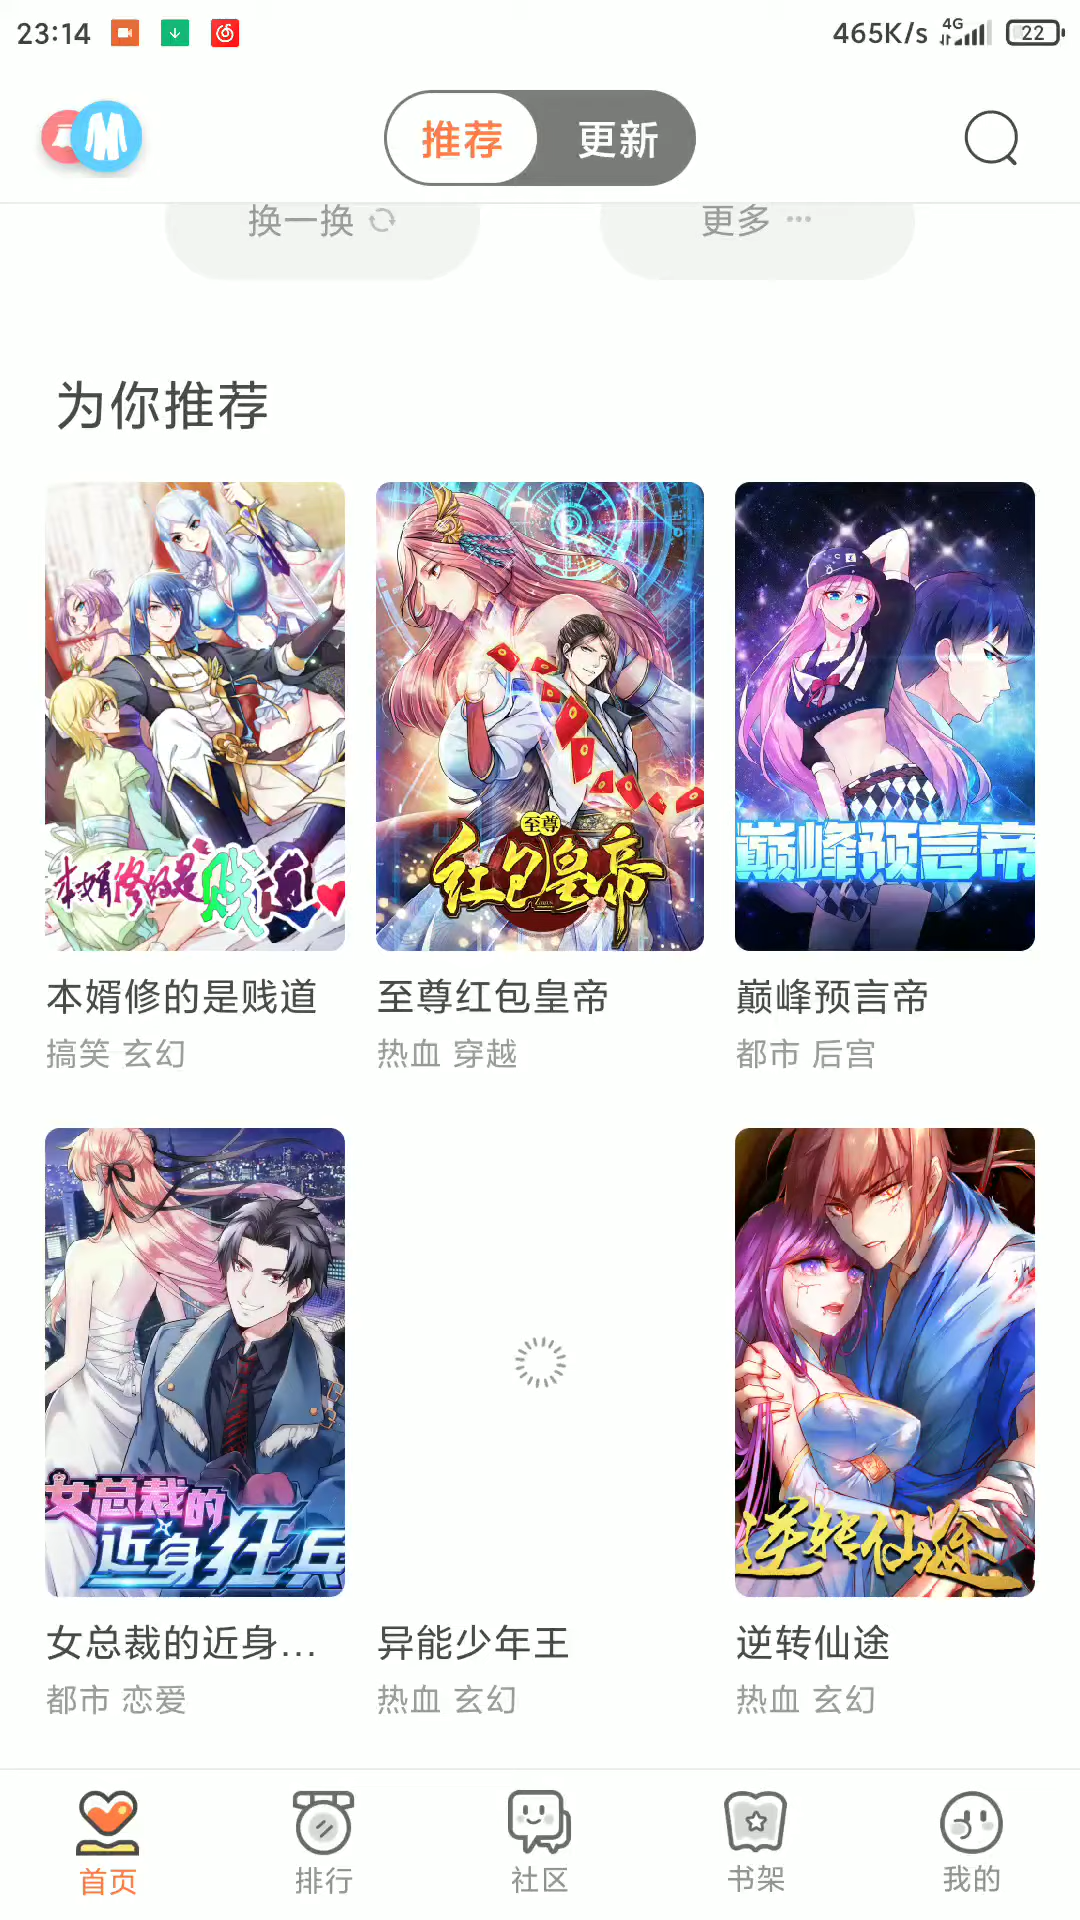 23:14
465K/s 4G 22
推荐 更新
换一换 更多
为你推荐
本婿修的是贱道
至尊
红包皇帝
巅峰预言帝
本婿修的是贱道 至尊红包皇帝 巅峰预言帝
搞笑 玄幻 热血 穿越 都市 后宫
女总裁的
近身狂兵
逆转仙途
女总裁的近身... 异能少年王 逆转仙途
都市 恋爱 热血 玄幻 热血 玄幻
首页 排行 社区 书架 我的